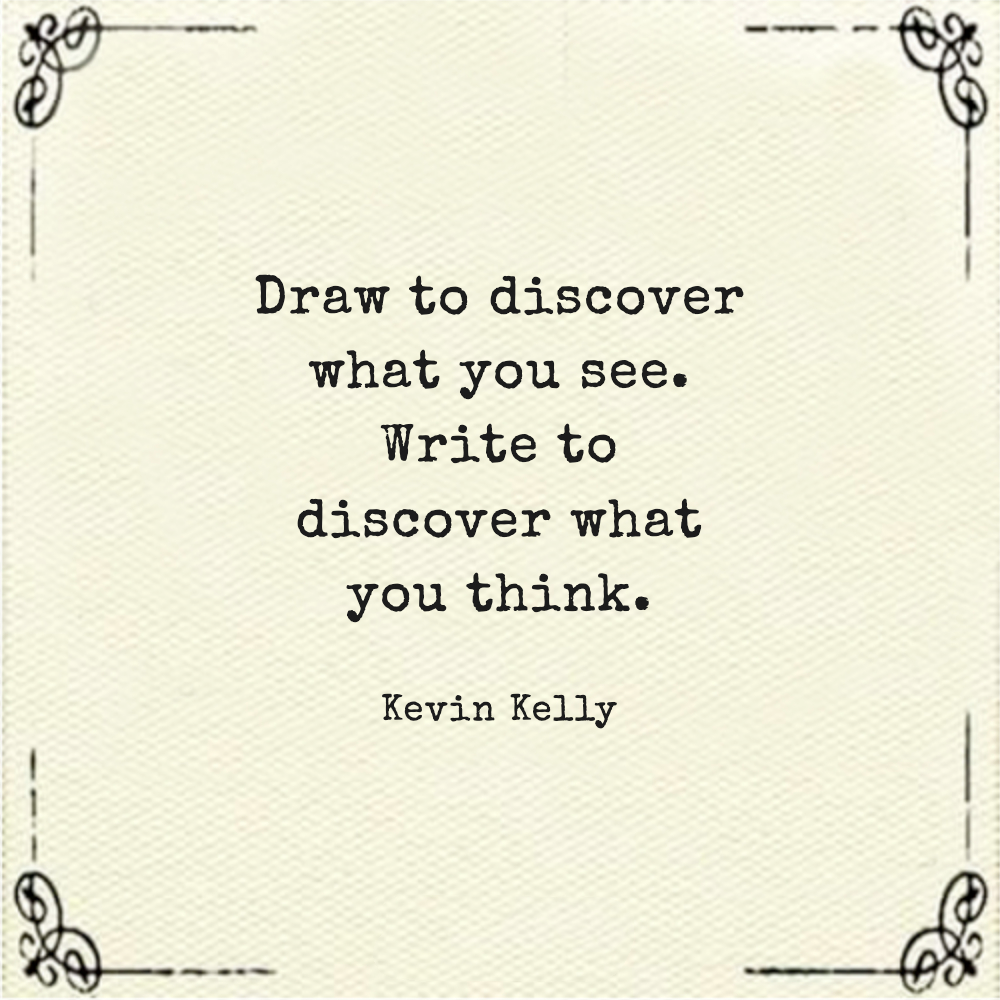 Draw to discover
what you see.
Write to
discover what
you think.
Kevin Kelly